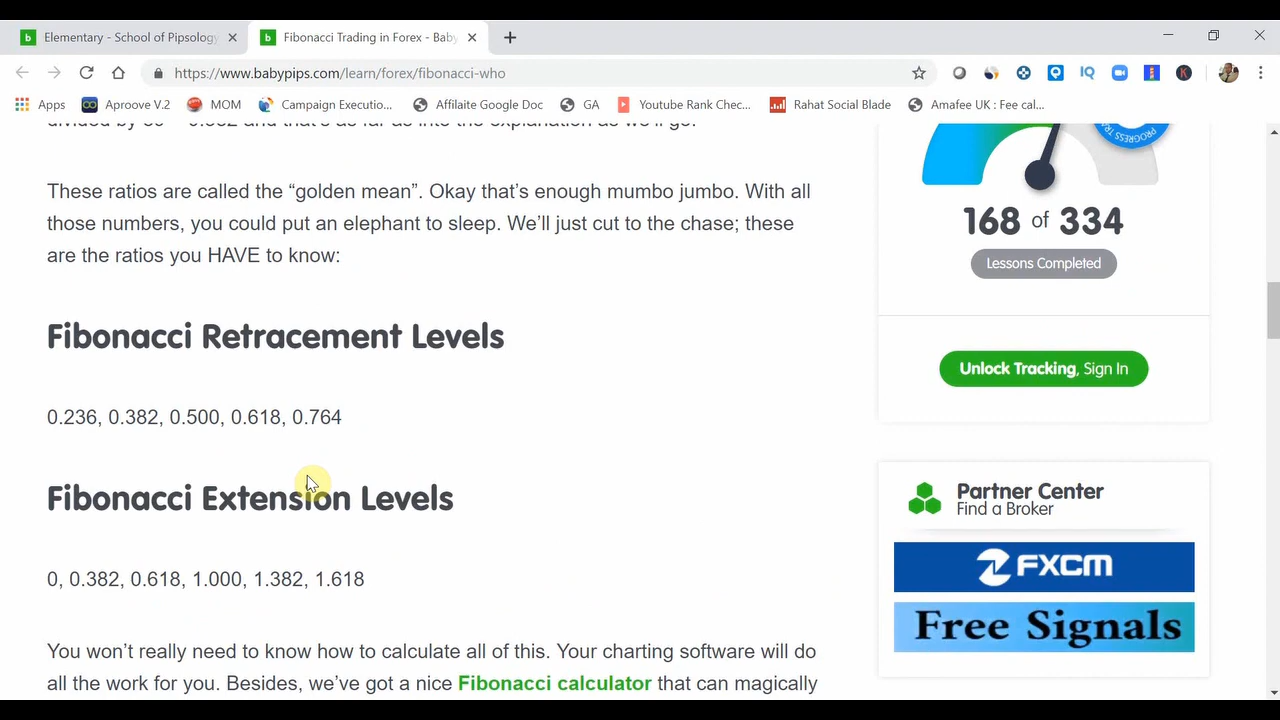 Elementary - School of Pipsology
Fibonacci Trading in Forex - Baby
https://www.babypips.com/learn/forex/fibonacci-who
IQ
Apps
Aproove V.2
MOM
Campaign Executio...
Affilaite Google Doc
GA
Youtube Rank Chec...
Rahat Social Blade
Amafee UK : Fee cal...
These ratios are called the “golden mean”. Okay that’s enough mumbo jumbo. With all
those numbers, you could put an elephant to sleep. We’ll just cut to the chase; these
are the ratios you HAVE to know:
Fibonacci Retracement Levels
0.236, 0.382, 0.500, 0.618, 0.764
Fibonacci Extension Levels
0, 0.382, 0.618, 1.000, 1.382, 1.618
You won’t really need to know how to calculate all of this. Your charting software will do
all the work for you. Besides, we’ve got a nice Fibonacci calculator that can magically
168 of 334
Lessons Completed
Unlock Tracking, Sign In
Partner Center
Find a Broker
FXCM
Free Signals